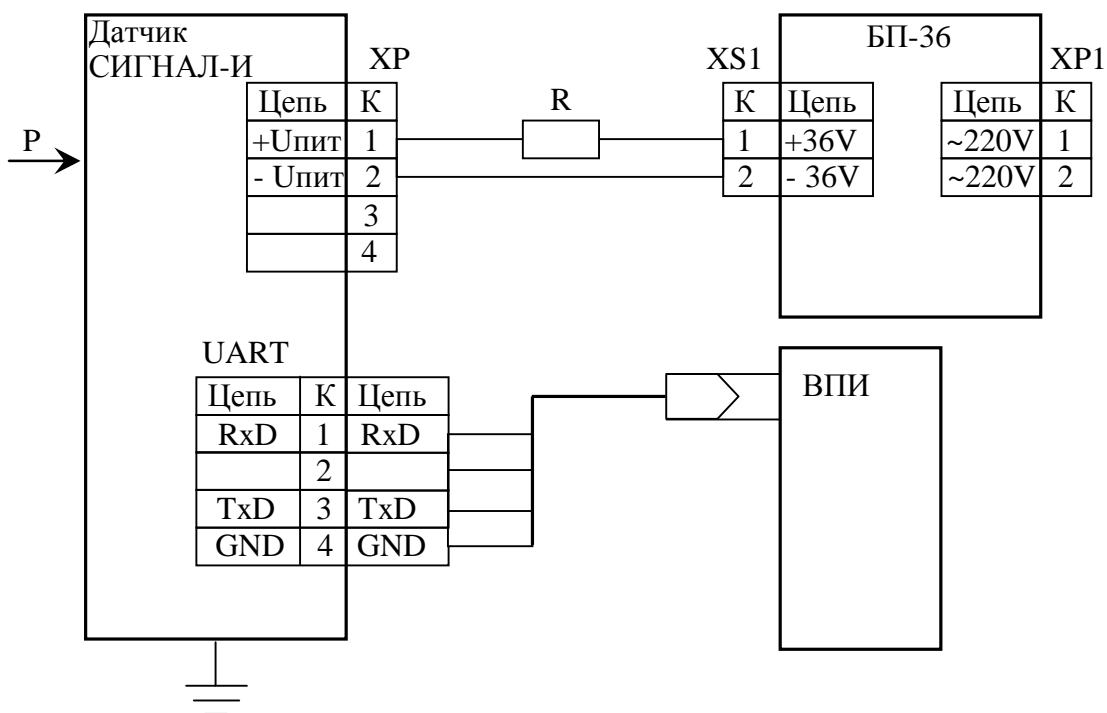 Датчик
СИГНАЛ-И
P
XP
Цепь К
+Uпит 1
- Uпит 2
3
4
R
XS1
БП-36
XP1
К Цепь
1 +36V
2 - 36V
Цепь К
~220V 1
~220V 2
UART
Цепь К Цепь
RxD 1 RxD
2
TxD 3 TxD
GND 4 GND
ВПИ